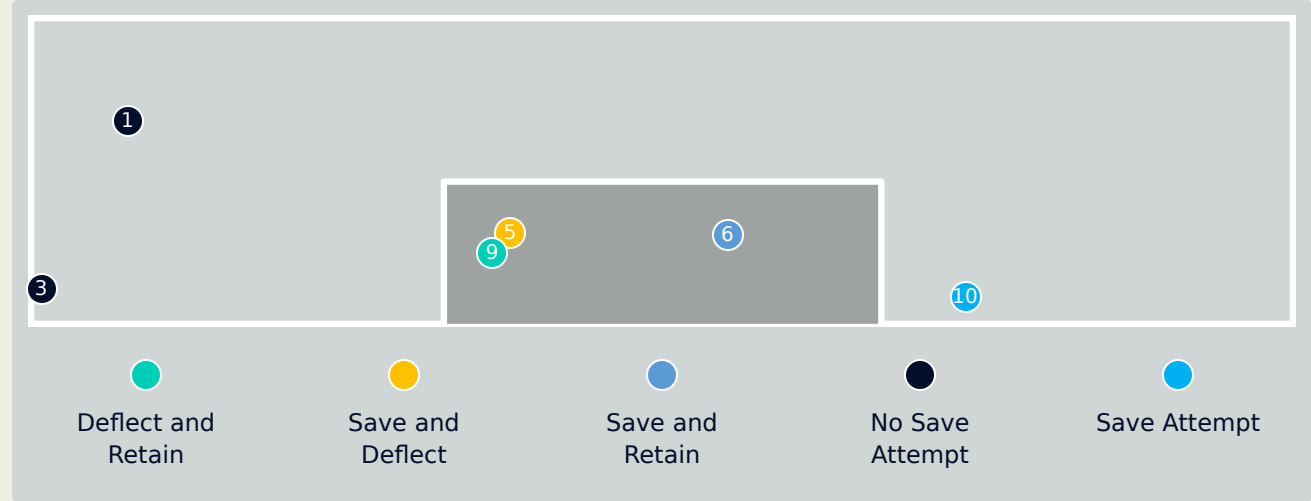 1
5
6
9
3
10
Deflect and
Retain
Save and
Deflect
Save and
Retain
No Save
Attempt
Save Attempt